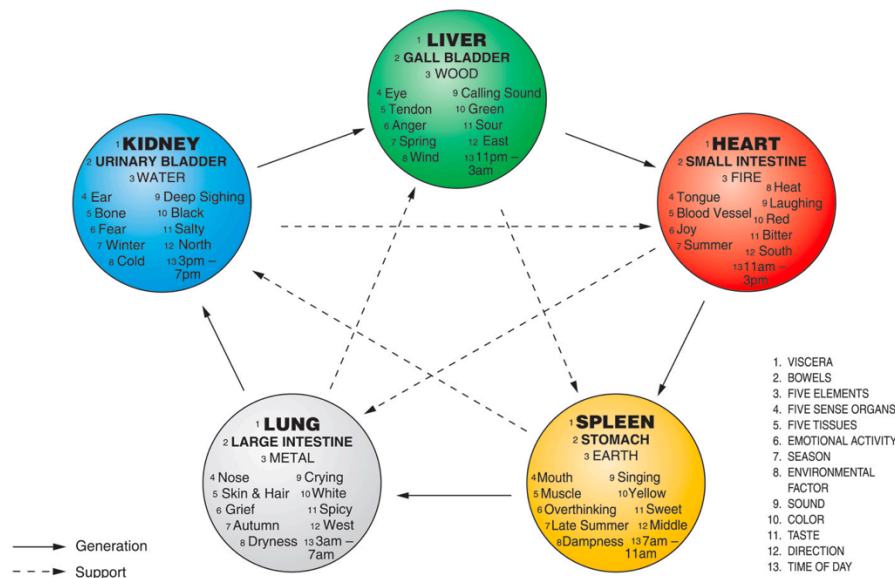 1 LIVER
2 GALL BLADDER
3 WOOD
4 Eye
5 Tendon
6 Anger
7 Spring
8 Wind
9 Calling Sound
10 Green
11 Sour
12 East
13 11pm –
3am
1 KIDNEY
2 URINARY BLADDER
3 WATER
4 Ear
5 Bone
6 Fear
7 Winter
8 Cold
9 Deep Sighing
10 Black
11 Salty
12 North
13 3pm –
7pm
1 HEART
2 SMALL INTESTINE
3 FIRE
4 Tongue
5 Blood Vessel
6 Joy
7 Summer
8 Heat
9 Laughing
10 Red
11 Bitter
12 South
13 11am –
3pm
1 LUNG
2 LARGE INTESTINE
3 METAL
4 Nose
5 Skin & Hair
6 Grief
7 Autumn
8 Dryness
9 Crying
10 White
11 Spicy
12 West
13 3am –
7am
1 SPLEEN
2 STOMACH
3 EARTH
4 Mouth
5 Muscle
6 Overthinking
7 Late Summer
8 Dampness
9 Singing
10 Yellow
11 Sweet
12 Middle
13 7am –
11am
1. VISCERA
2. BOWELS
3. FIVE ELEMENTS
4. FIVE SENSE ORGANS
5. FIVE TISSUES
6. EMOTIONAL ACTIVITY
7. SEASON
8. ENVIRONMENTAL
FACTOR
9. SOUND
10. COLOR
11. TASTE
12. DIRECTION
13. TIME OF DAY
Generation
Support